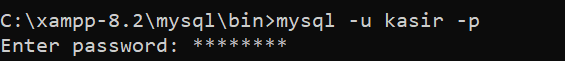 C:\xampp-8.2\mysql\bin>mysql -u kasir -p
Enter password: ********